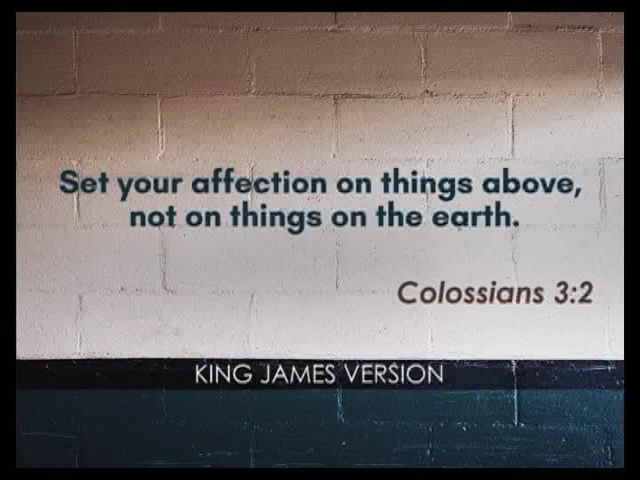 Set your affection on things above,
not on things on the earth.
Colossians 3:2
KING JAMES VERSION